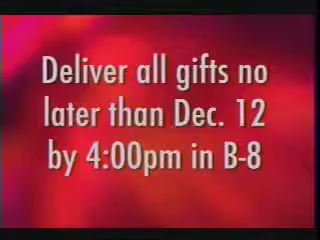 Deliver all gifts no
later than Dec. 12
by 4:00pm in B-8